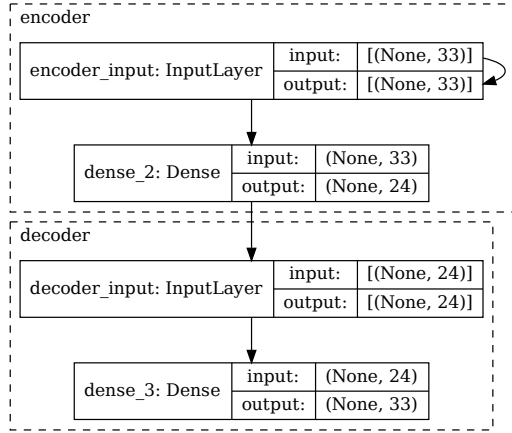 encoder
encoder_input: InputLayer
input: [(None, 33)]
output: [(None, 33)]
dense_2: Dense
input: (None, 33)
output: (None, 24)
decoder
decoder_input: InputLayer
input: [(None, 24)]
output: [(None, 24)]
dense_3: Dense
input: (None, 24)
output: (None, 33)